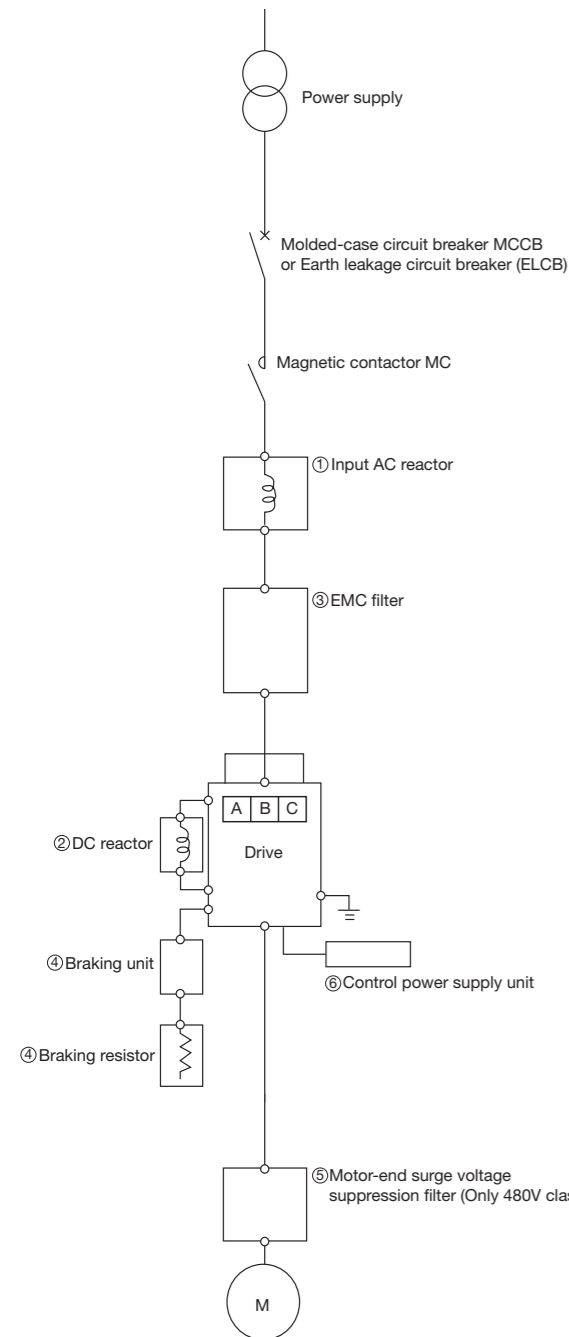 Power supply
Molded-case circuit breaker MCCB
or Earth leakage circuit breaker (ELCB)
Magnetic contactor MC
①Input AC reactor
③EMC filter
A B C
Drive
②DC reactor
④Braking unit
⑥Control power supply unit
④Braking resistor
⑤Motor-end surge voltage
suppression filter (Only 480V
M